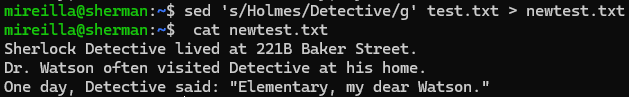 mireilla@sherman:~$ sed 's/Holmes/Detective/g' test.txt > newtest.txt
mireilla@sherman:~$  cat newtest.txt
Sherlock Detective lived at 221B Baker Street.
Dr. Watson often visited Detective at his home.
One day, Detective said: "Elementary, my dear Watson."